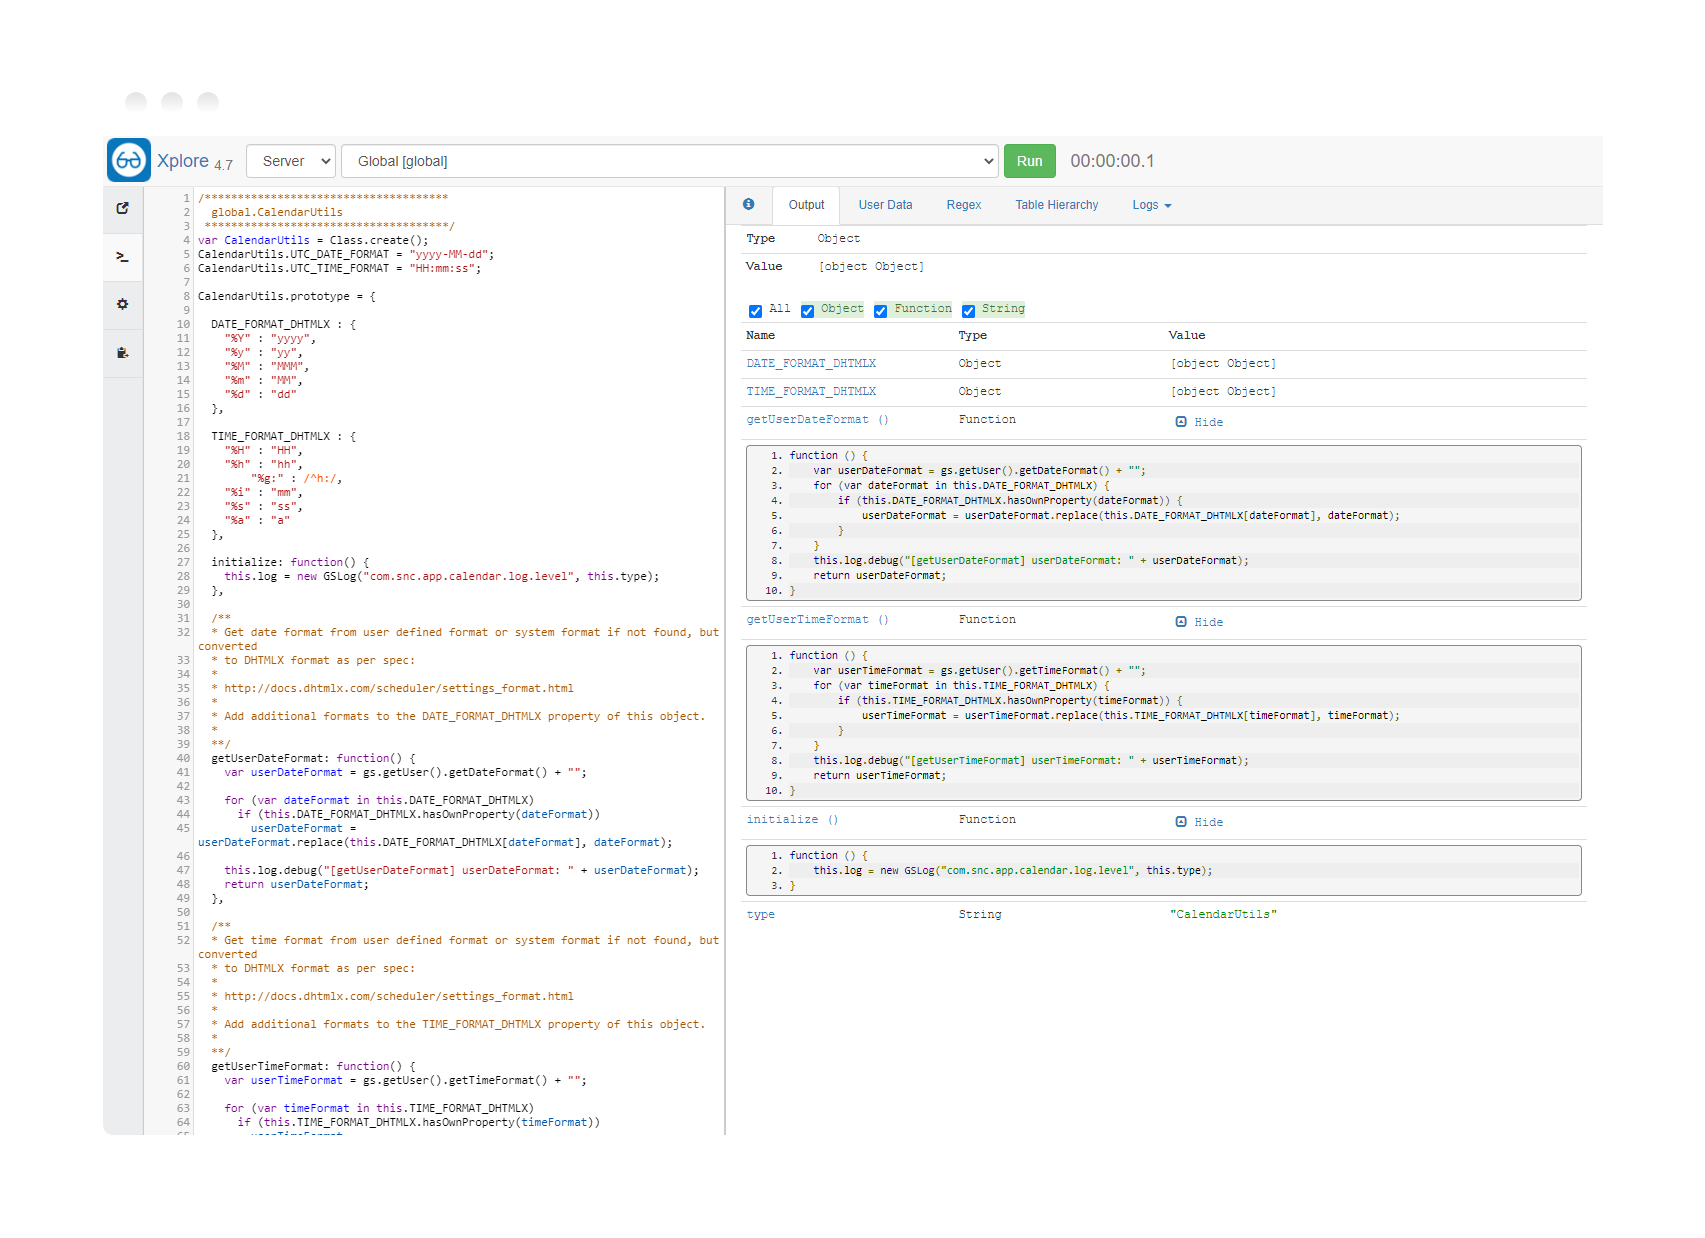 Xplore 4.7 Server Global [global] Run 00:00:00.1
1 /*************************************
2 global.CalendarUtils
3 *************************************/
4 var CalendarUtils = Class.create();
5 CalendarUtils.UTC_DATE_FORMAT = "yyyy-MM-dd";
6 CalendarUtils.UTC_TIME_FORMAT = "HH:mm:ss";
7
8 CalendarUtils.prototype = {
9
10 DATE_FORMAT_DHTMLX : {
11 "%Y" : "yyyy",
12 "%y" : "yy",
13 "%M" : "MMM",
14 "%m" : "MM",
15 "%d" : "dd"
16 },
17
18 TIME_FORMAT_DHTMLX : {
19 "%H" : "HH",
20 "%h" : "hh",
21 "%g:" : /^h:/,
22 "%i" : "mm",
23 "%s" : "ss",
24 "%a" : "a"
25 },
26
27 initialize: function() {
28 this.log = new GSLog("com.snc.app.calendar.log.level", this.type);
29 },
30
31 /**
32 * Get date format from user defined format or system format if not found, but
converted
33 * to DHTMLX format as per spec:
34 *
35 * http://docs.dhtmlx.com/scheduler/settings_format.html
36 *
37 * Add additional formats to the DATE_FORMAT_DHTMLX property of this object.
38 *
39 **/
40 getUserDateFormat: function() {
41 var userDateFormat = gs.getUser().getDateFormat() + "";
42
43 for (var dateFormat in this.DATE_FORMAT_DHTMLX)
44 if (this.DATE_FORMAT_DHTMLX.hasOwnProperty(dateFormat))
45 userDateFormat =
userDateFormat.replace(this.DATE_FORMAT_DHTMLX[dateFormat], dateFormat);
46
47 this.log.debug("[getUserDateFormat] userDateFormat: " + userDateFormat);
48 return userDateFormat;
49 },
50
51 /**
52 * Get time format from user defined format or system format if not found, but
converted
53 * to DHTMLX format as per spec:
54 *
55 * http://docs.dhtmlx.com/scheduler/settings_format.html
56 *
57 * Add additional formats to the TIME_FORMAT_DHTMLX property of this object.
58 *
59 **/
60 getUserTimeFormat: function() {
61 var userTimeFormat = gs.getUser().getTimeFormat() + "";
62
63 for (var timeFormat in this.TIME_FORMAT_DHTMLX)
64 if (this.TIME_FORMAT_DHTMLX.hasOwnProperty(timeFormat))
Output User Data Regex Table Hierarchy Logs
Type Object
Value [object Object]
All Object Function String
Name Type Value
DATE_FORMAT_DHTMLX Object [object Object]
TIME_FORMAT_DHTMLX Object [object Object]
getUserDateFormat () Function Hide
1. function () {
2. var userDateFormat = gs.getUser().getDateFormat() + "";
3. for (var dateFormat in this.DATE_FORMAT_DHTMLX) {
4. if (this.DATE_FORMAT_DHTMLX.hasOwnProperty(dateFormat)) {
5. userDateFormat = userDateFormat.replace(this.DATE_FORMAT_DHTMLX[dateFormat], dateFormat);
6. }
7. }
8. this.log.debug("[getUserDateFormat] userDateFormat: " + userDateFormat);
9. return userDateFormat;
10. }
getUserTimeFormat () Function Hide
1. function () {
2. var userTimeFormat = gs.getUser().getTimeFormat() + "";
3. for (var timeFormat in this.TIME_FORMAT_DHTMLX) {
4. if (this.TIME_FORMAT_DHTMLX.hasOwnProperty(timeFormat)) {
5. userTimeFormat = userTimeFormat.replace(this.TIME_FORMAT_DHTMLX[timeFormat], timeFormat);
6. }
7. }
8. this.log.debug("[getUserTimeFormat] userTimeFormat: " + userTimeFormat);
9. return userTimeFormat;
10. }
initialize () Function Hide
1. function () {
2. this.log = new GSLog("com.snc.app.calendar.log.level", this.type);
3. }
type String "CalendarUtils"